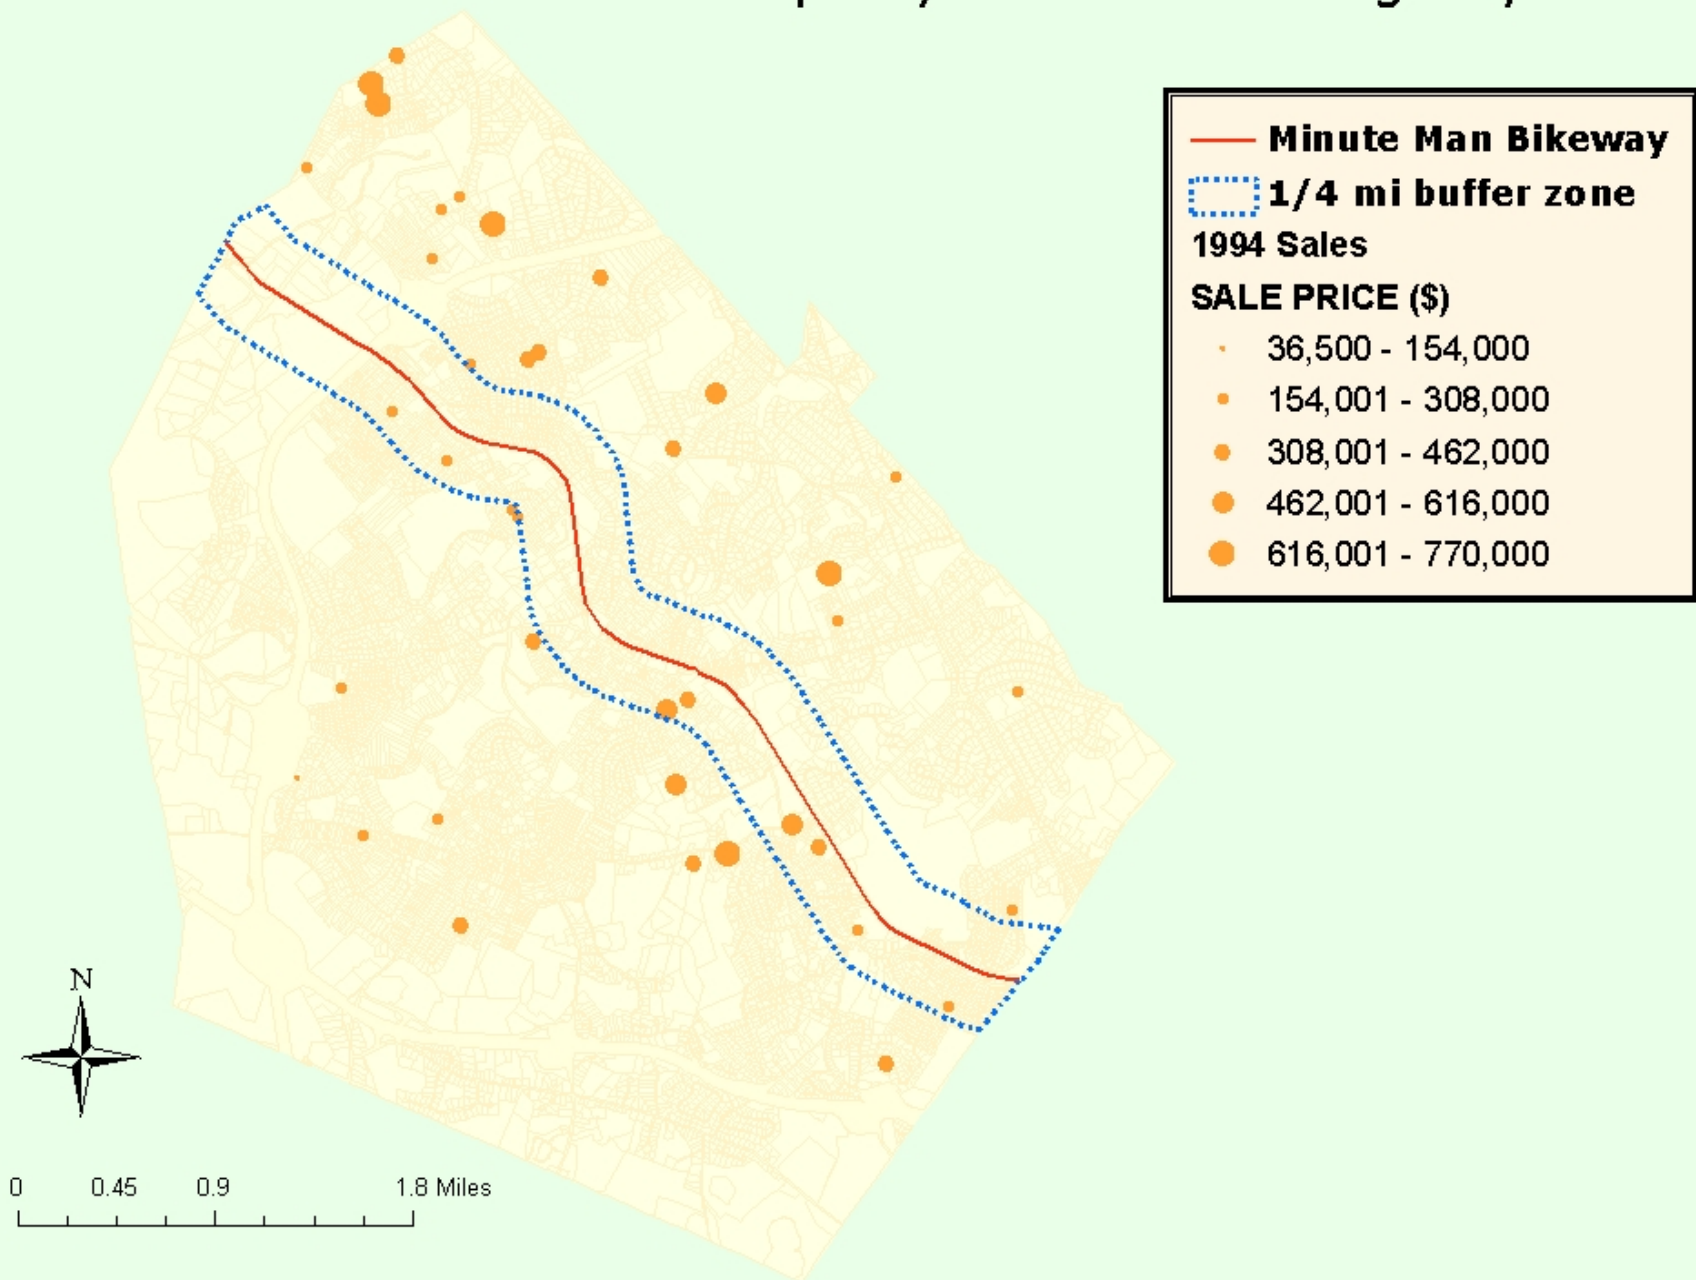 Minute Man Bikeway
1/4 mi buffer zone
1994 Sales
SALE PRICE ($)
36,500 - 154,000
154,001 - 308,000
308,001 - 462,000
462,001 - 616,000
616,001 - 770,000
N
0 0.45 0.9 1.8 Miles